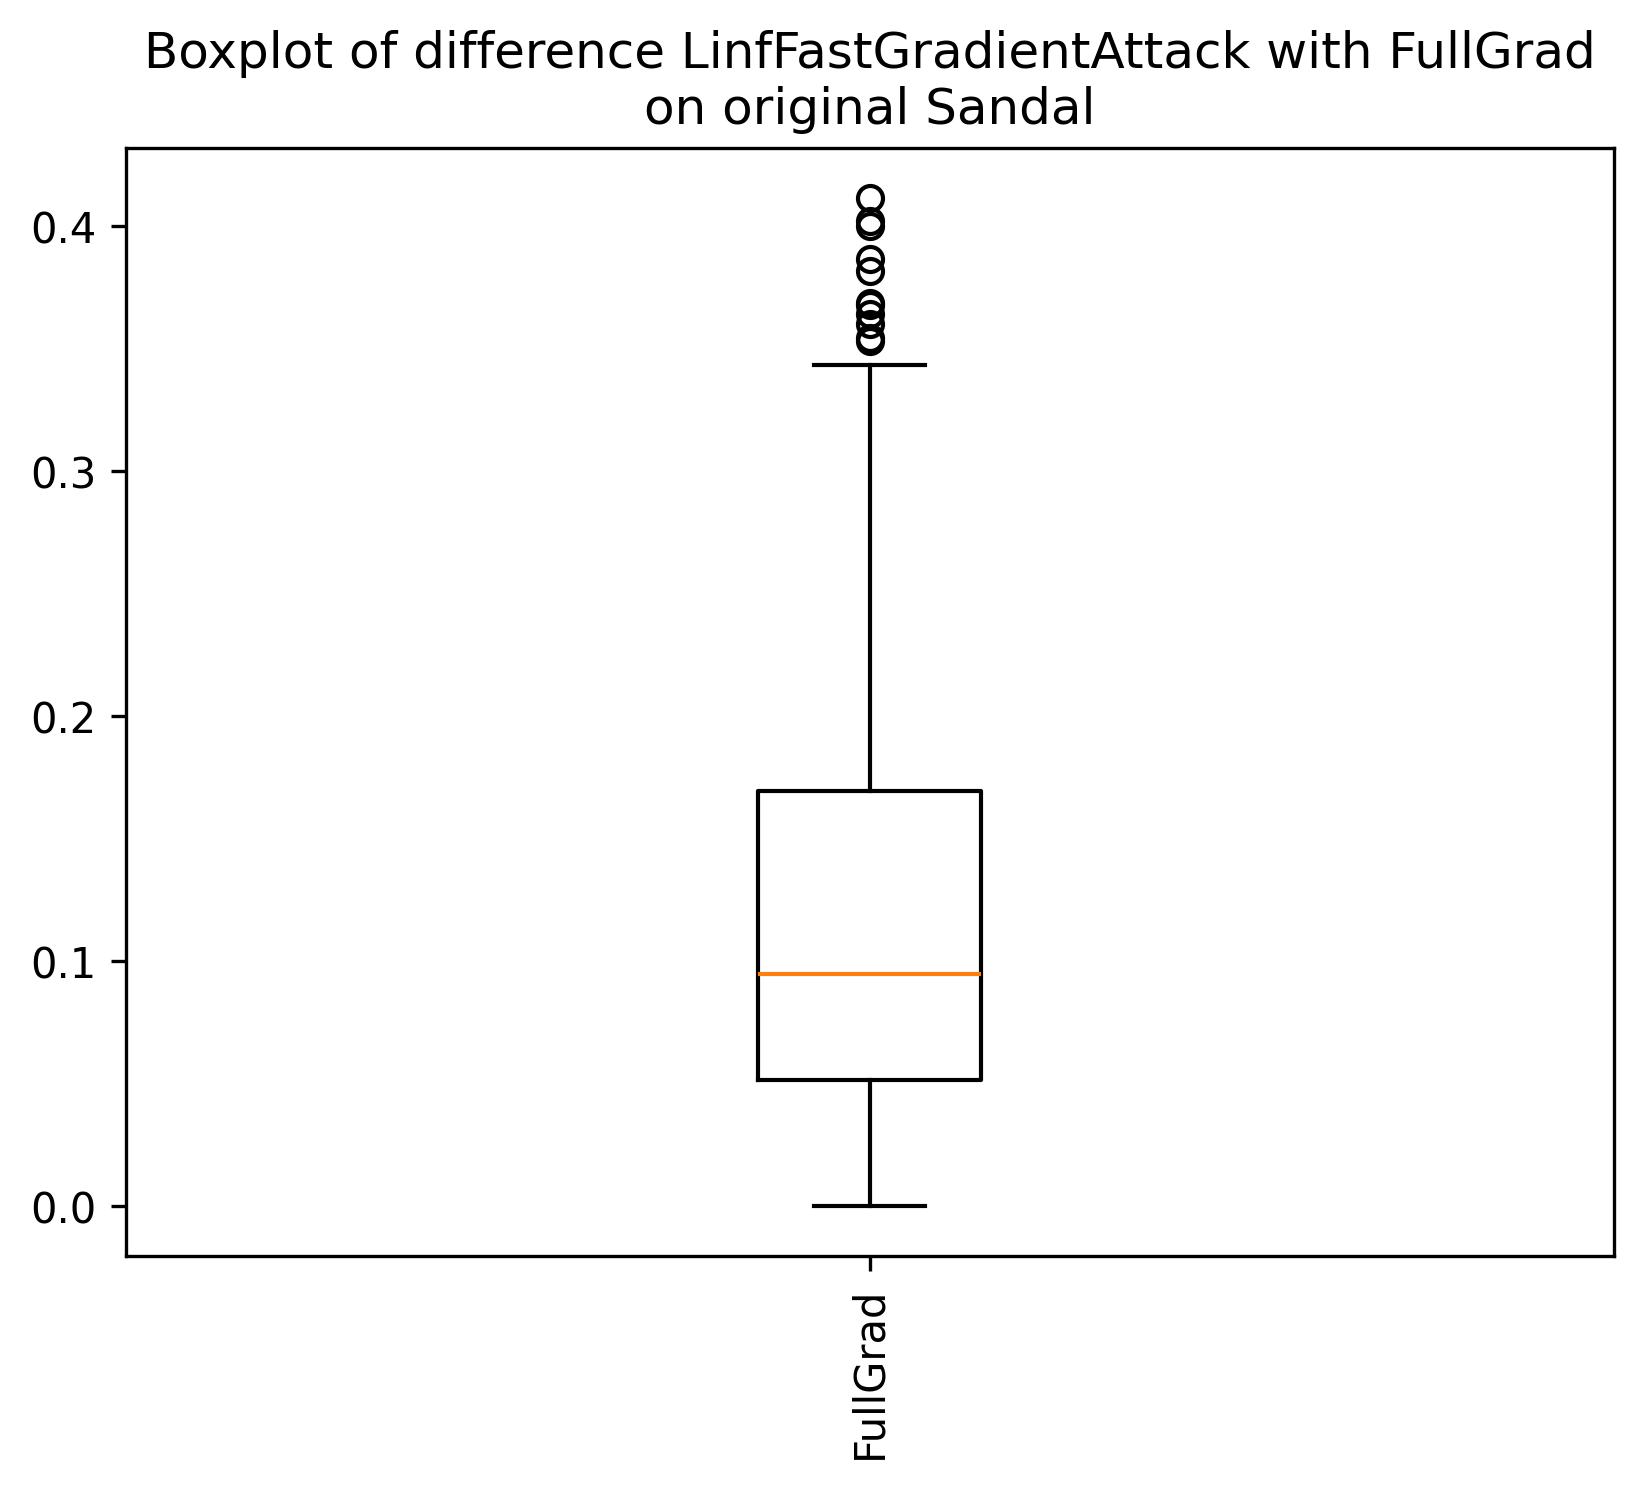 Boxplot of difference LinfFastGradientAttack with FullGrad
on original Sandal
0.4
0.3
0.2
0.1
0.0
FullGrad